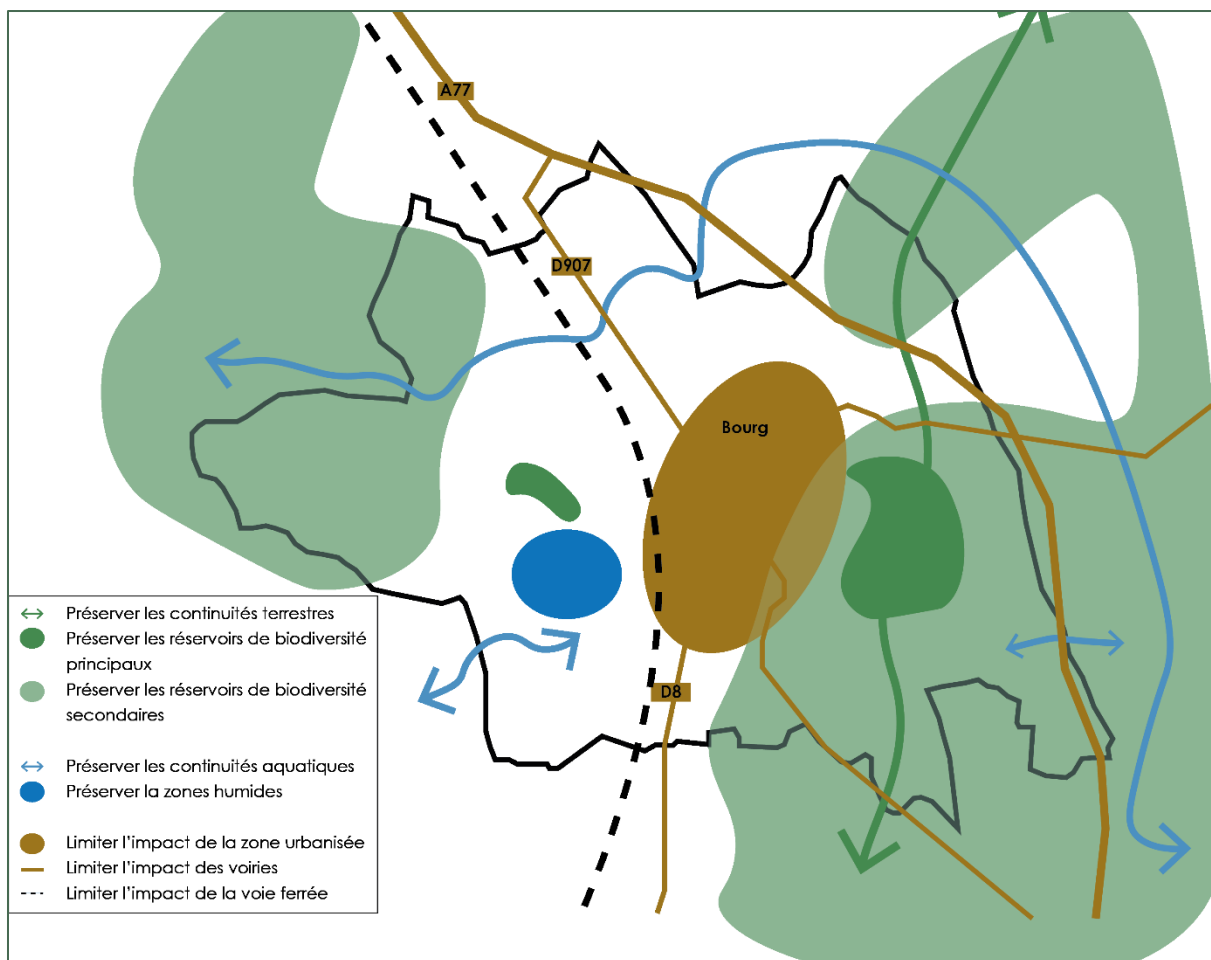 A77
D907
Bourg
D8
Préserver les continuités terrestres
Préserver les réservoirs de biodiversité
principaux
Préserver les réservoirs de biodiversité
secondaires
Préserver les continuités aquatiques
Préserver la zones humides
Limiter l'impact de la zone urbanisée
Limiter l'impact des voiries
Limiter l'impact de la voie ferrée